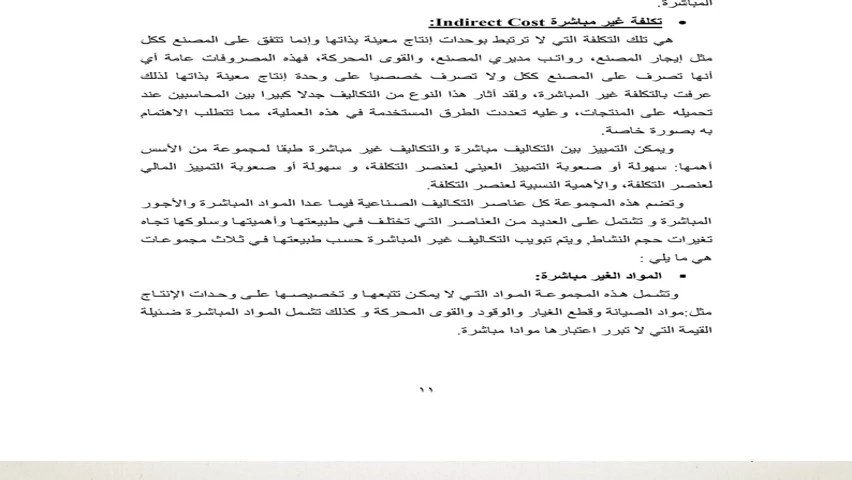 المباشرة.
• تكلفة غير مباشرة Indirect Cost:
هي تلك التكلفة التي لا ترتبط بوحدات إنتاج معينة بذاتها وإنما تتفق على المصنع ككل
مثل إيجار المصنع، رواتب مديري المصنع، والقوى المحركة، فهذه المصروفات عامة أي
أنها تصرف على المصنع ككل ولا تصرف خصصيا على وحدة إنتاج معينة بذاتها لذلك
عرفت بالتكلفة غير المباشرة، ولقد أثار هذا النوع من التكاليف جدلا كبيرا بين المحاسبين عند
تحميله على المنتجات، وعليه تعددت الطرق المستخدمة في هذه العملية، مما تتطلب الاهتمام
به بصورة خاصة.
ويمكن التمييز بين التكاليف مباشرة والتكاليف غير مباشرة طبقا لمجموعة من الأسس
أهمها: سهولة أو صعوبة التمييز العيني لعنصر التكلفة، و سهولة أو صعوبة التمييز المالي
لعنصر التكلفة، والأهمية النسبية لعنصر التكلفة.
وتضم هذه المجموعة كل عناصر التكاليف الصناعية فيما عدا المواد المباشرة والأجور
المباشرة و تشتمل على العديد من العناصر التي تختلف في طبيعتها وأهميتها وسلوكها تجاه
تغيرات حجم النشاط. ويتم تبويب التكاليف غير المباشرة حسب طبيعتها في ثلاث مجموعات
هي ما يلي :
▪ المواد الغير مباشرة:
وتشمل هذه المجموعة المواد التي لا يمكن تتبعها و تخصيصها على وحدات الإنتاج
مثل:مواد الصيانة وقطع الغيار والوقود والقوى المحركة و كذلك تشمل المواد المباشرة ضئيلة
القيمة التي لا تبرر اعتبارها موادا مباشرة.
١١